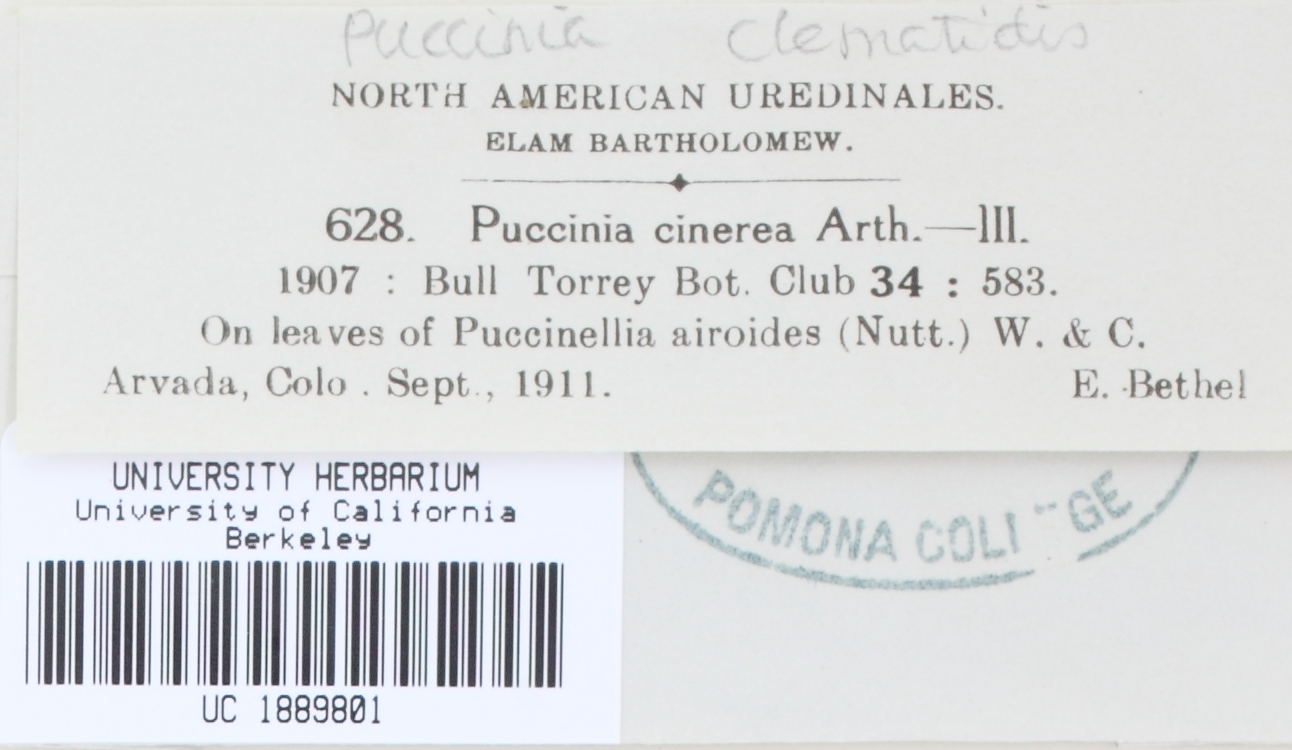 Puccinia clematidis
NORTH AMERICAN UREDINALES.
ELAM BARTHOLOMEW.
628. Puccinia cinerea Arth.—III.
1907 : Bull Torrey Bot. Club 34 : 583.
On leaves of Puccinellia airoides (Nutt.) W. & C.
Arvada, Colo . Sept., 1911. E. Bethel
UNIVERSITY HERBARIUM
University of California
Berkeley
UC 1889801
POMONA COLL GE